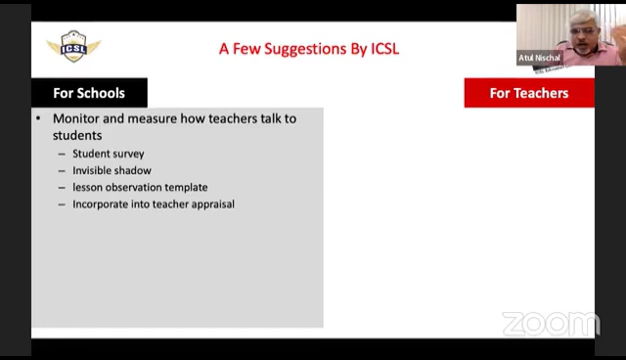 ICSL
A Few Suggestions By ICSL
Atul Nischal
For Schools
For Teachers
• Monitor and measure how teachers talk to
students
– Student survey
– Invisible shadow
– lesson observation template
– Incorporate into teacher appraisal
zoom